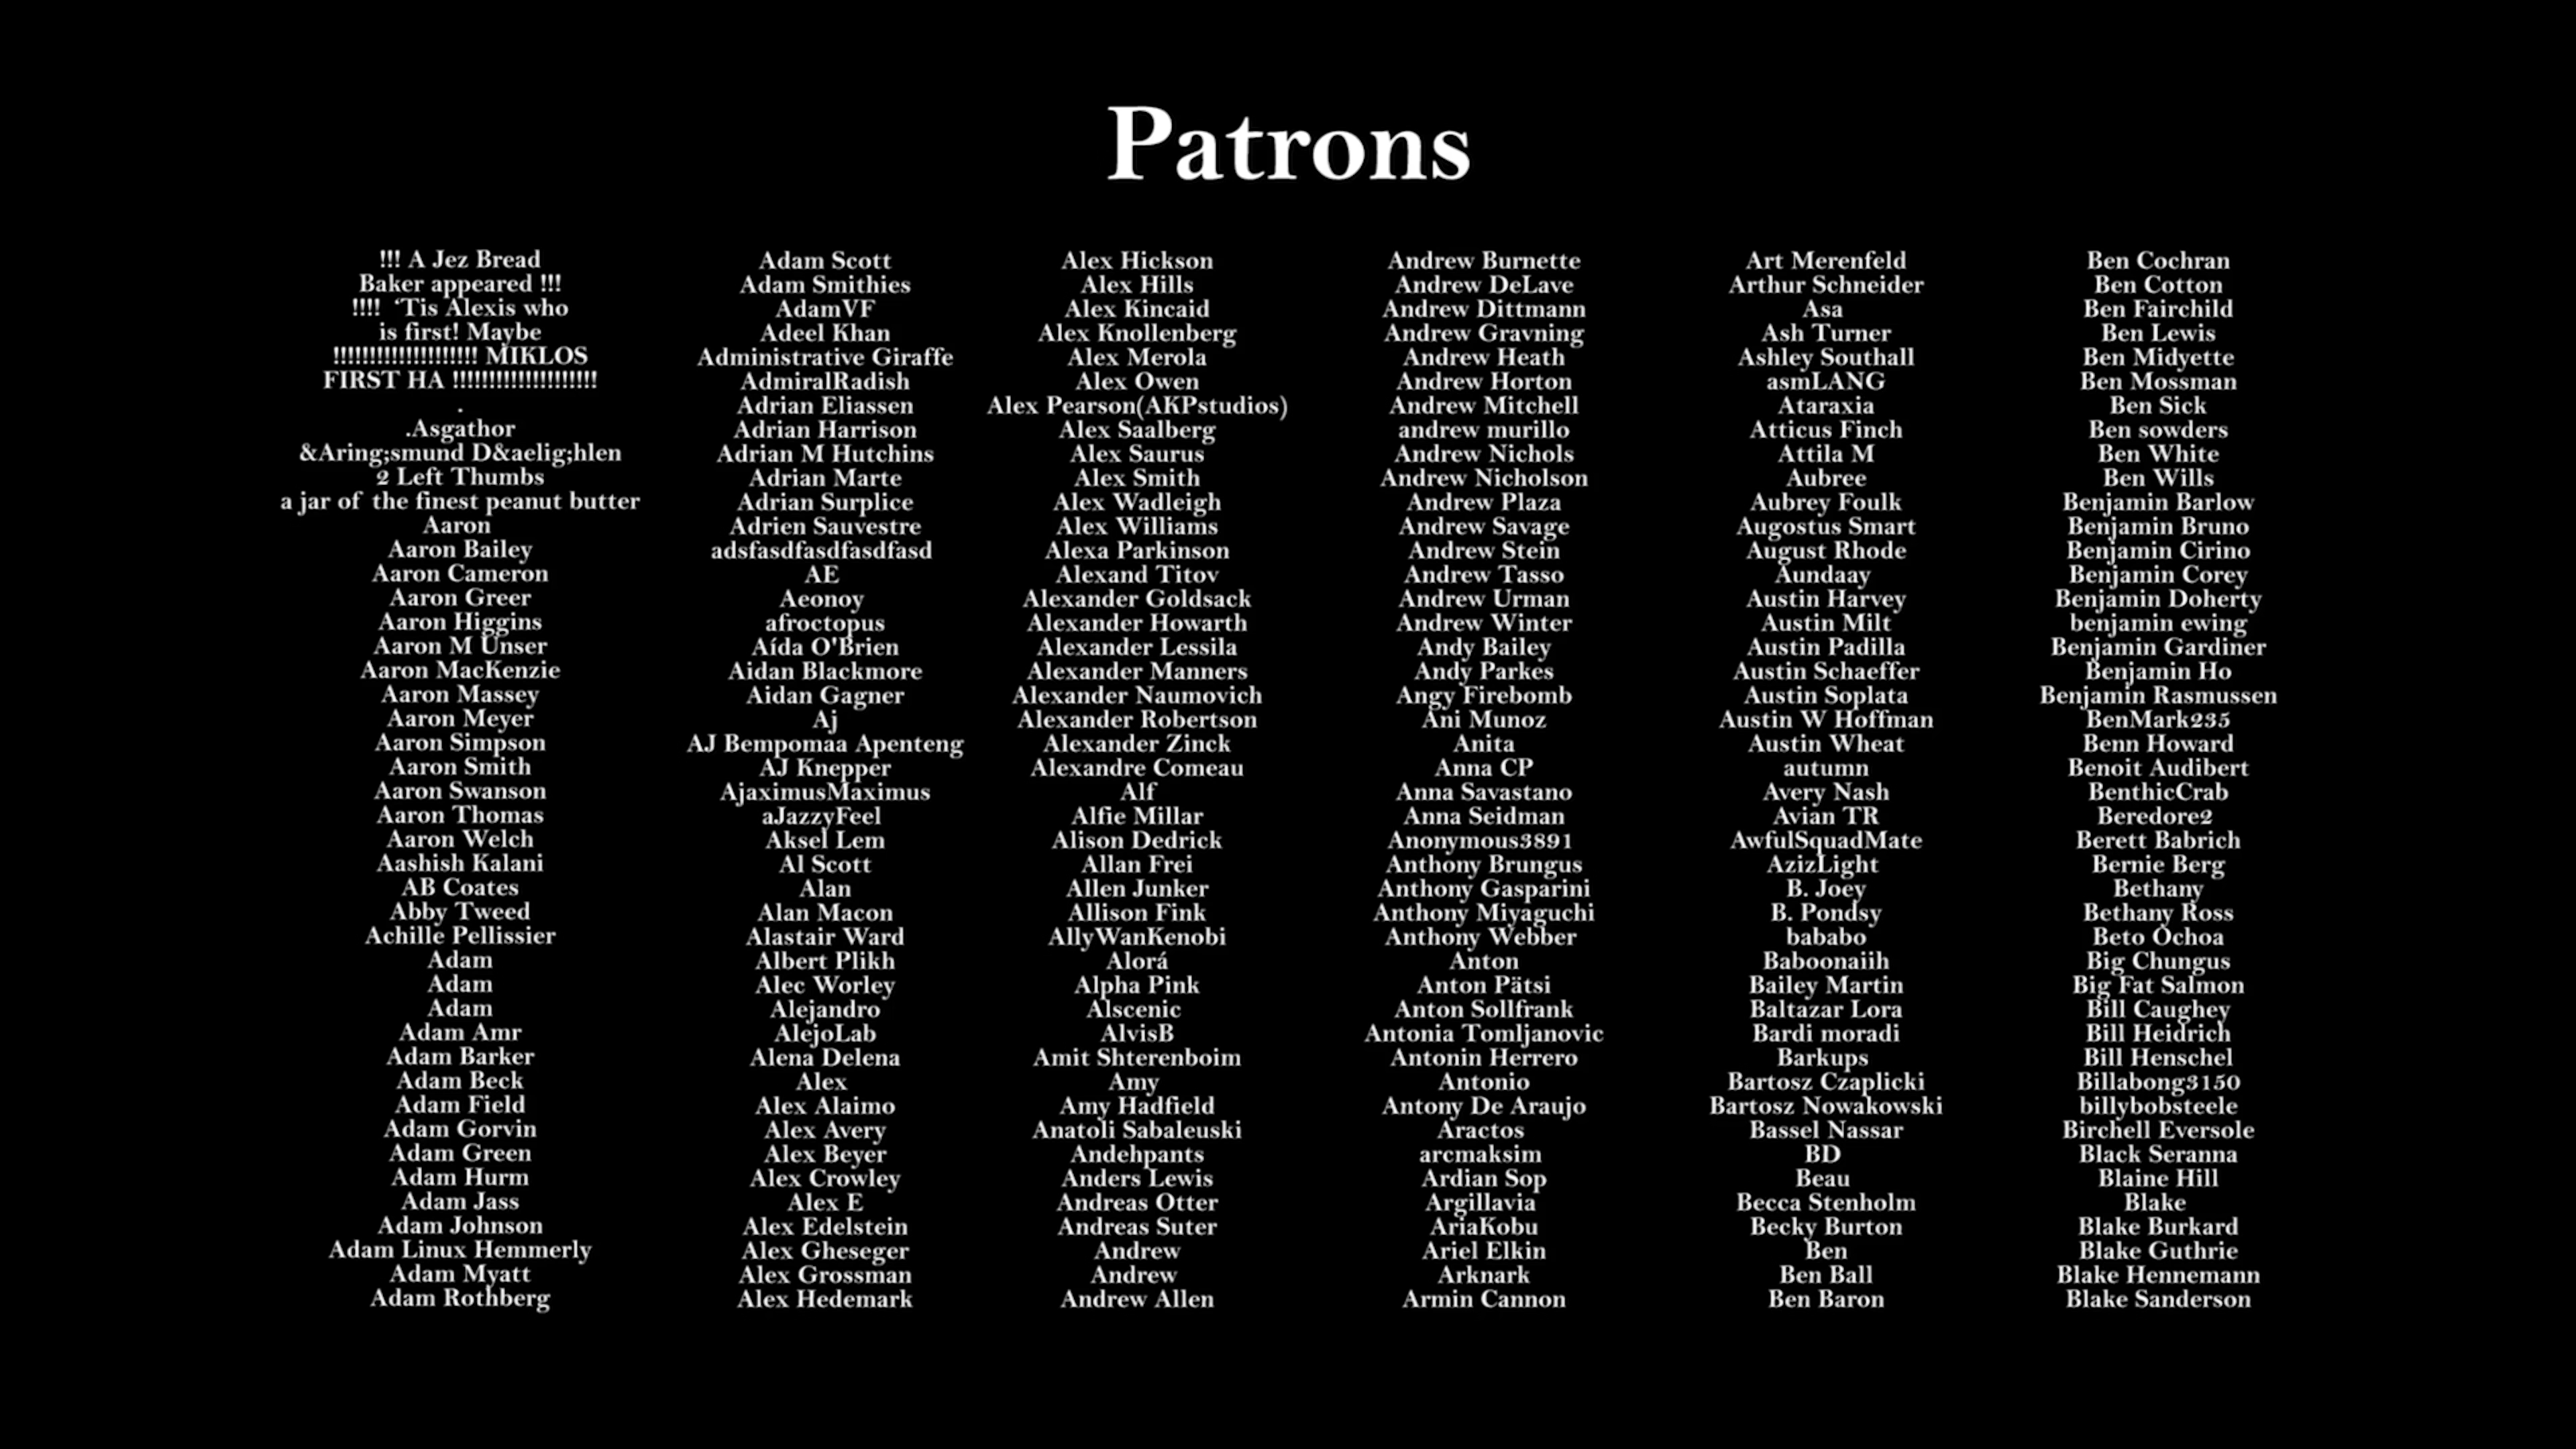 Patrons
!!! A Jez Bread
Baker appeared !!!
!!!! ‘Tis Alexis who
is first! Maybe
!!!!!!!!!!!!!!!!!!!! MIKLOS
FIRST HA !!!!!!!!!!!!!!!!!!!!
.
.Asgathor
&Aring;smund D&aelig;hlen
2 Left Thumbs
a jar of the finest peanut butter
Aaron
Aaron Bailey
Aaron Cameron
Aaron Greer
Aaron Higgins
Aaron M Unser
Aaron MacKenzie
Aaron Massey
Aaron Meyer
Aaron Simpson
Aaron Smith
Aaron Swanson
Aaron Thomas
Aaron Welch
Aashish Kalani
AB Coates
Abby Tweed
Achille Pellissier
Adam
Adam
Adam
Adam Amr
Adam Barker
Adam Beck
Adam Field
Adam Gorvin
Adam Green
Adam Hurm
Adam Jass
Adam Johnson
Adam Linux Hemmerly
Adam Myatt
Adam Rothberg
Adam Scott
Adam Smithies
AdamVF
Adeel Khan
Administrative Giraffe
AdmiralRadish
Adrian Eliassen
Adrian Harrison
Adrian M Hutchins
Adrian Marte
Adrian Surplice
Adrien Sauvestre
adsfasdfasdfasdfasd
AE
Aeonoy
afroctopus
Aída O'Brien
Aidan Blackmore
Aidan Gagner
Aj
AJ Bempomaa Apenteng
AJ Knepper
AjaximusMaximus
aJazzyFeel
Aksel Lem
Al Scott
Alan
Alan Macon
Alastair Ward
Albert Plikh
Alec Worley
Alejandro
AlejoLab
Alena Delena
Alex
Alex Alaimo
Alex Avery
Alex Beyer
Alex Crowley
Alex E
Alex Edelstein
Alex Gheseger
Alex Grossman
Alex Hedemark
Alex Hickson
Alex Hills
Alex Kincaid
Alex Knollenberg
Alex Merola
Alex Owen
Alex Pearson(AKPstudios)
Alex Saalberg
Alex Saurus
Alex Smith
Alex Wadleigh
Alex Williams
Alexa Parkinson
Alexand Titov
Alexander Goldsack
Alexander Howarth
Alexander Lessila
Alexander Manners
Alexander Naumovich
Alexander Robertson
Alexander Zinck
Alexandre Comeau
Alf
Alfie Millar
Alison Dedrick
Allan Frei
Allen Junker
Allison Fink
AllyWanKenobi
Alorá
Alpha Pink
Alscenic
AlvisB
Amit Shterenboim
Amy
Amy Hadfield
Anatoli Sabaleuski
Andehpants
Anders Lewis
Andreas Otter
Andreas Suter
Andrew
Andrew
Andrew Allen
Andrew Burnette
Andrew DeLave
Andrew Dittmann
Andrew Gravning
Andrew Heath
Andrew Horton
Andrew Mitchell
andrew murillo
Andrew Nichols
Andrew Nicholson
Andrew Plaza
Andrew Savage
Andrew Stein
Andrew Tasso
Andrew Urman
Andrew Winter
Andy Bailey
Andy Parkes
Angy Firebomb
Ani Munoz
Anita
Anna CP
Anna Savastano
Anna Seidman
Anonymous3891
Anthony Brungus
Anthony Gasparini
Anthony Miyaguchi
Anthony Webber
Anton
Anton Pätsi
Anton Sollfrank
Antonia Tomljanovic
Antonin Herrero
Antonio
Antony De Araujo
Aractos
arcmaksim
Ardian Sop
Argillavia
AriaKobu
Ariel Elkin
Arknark
Armin Cannon
Art Merenfeld
Arthur Schneider
Asa
Ash Turner
Ashley Southall
asmLANG
Ataraxia
Atticus Finch
Attila M
Aubree
Aubrey Foulk
Augostus Smart
August Rhode
Aundaay
Austin Harvey
Austin Milt
Austin Padilla
Austin Schaeffer
Austin Soplata
Austin W Hoffman
Austin Wheat
autumn
Avery Nash
Avian TR
AwfulSquadMate
AzizLight
B. Joey
B. Pondsy
bababo
Baboonaiih
Bailey Martin
Baltazar Lora
Bardi moradi
Barkups
Bartosz Czaplicki
Bartosz Nowakowski
Bassel Nassar
BD
Beau
Becca Stenholm
Becky Burton
Ben
Ben Ball
Ben Baron
Ben Cochran
Ben Cotton
Ben Fairchild
Ben Lewis
Ben Midyette
Ben Mossman
Ben Sick
Ben sowders
Ben White
Ben Wills
Benjamin Barlow
Benjamin Bruno
Benjamin Cirino
Benjamin Corey
Benjamin Doherty
benjamin ewing
Benjamin Gardiner
Benjamin Ho
Benjamin Rasmussen
BenMark235
Benn Howard
Benoit Audibert
BenthicCrab
Beredore2
Berett Babrich
Bernie Berg
Bethany
Bethany Ross
Beto Ochoa
Big Chungus
Big Fat Salmon
Bill Caughey
Bill Heidrich
Bill Henschel
Billabong3150
billybobsteele
Birchell Eversole
Black Seranna
Blaine Hill
Blake
Blake Burkard
Blake Guthrie
Blake Hennemann
Blake Sanderson